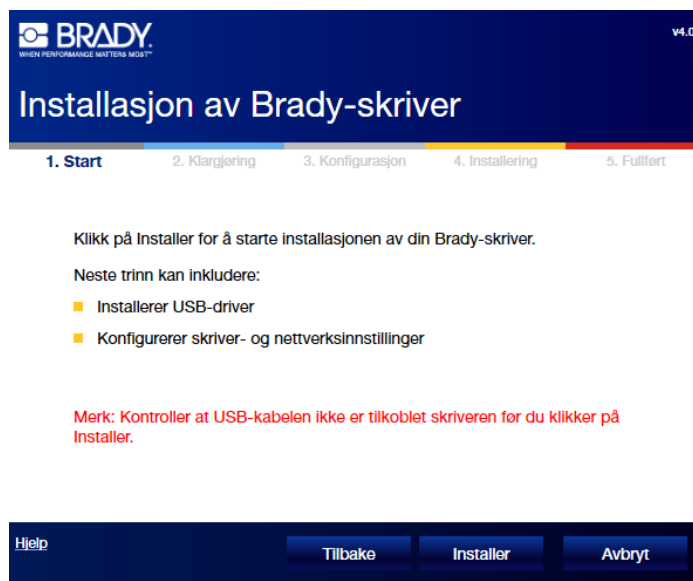 BRADY.
WHEN PERFORMANCE MATTERS MOST™
v4.0
Installasjon av Brady-skriver
1. Start
2. Klargjøring
3. Konfigurasjon
4. Installering
5. Fullført
Klikk på Installer for å starte installasjonen av din Brady-skriver.
Neste trinn kan inkludere:
Installerer USB-driver
Konfigurerer skriver- og nettverksinnstillinger
Merk: Kontroller at USB-kabelen ikke er tilkoblet skriveren før du klikker på
Installer.
Hjelp
Tilbake
Installer
Avbryt